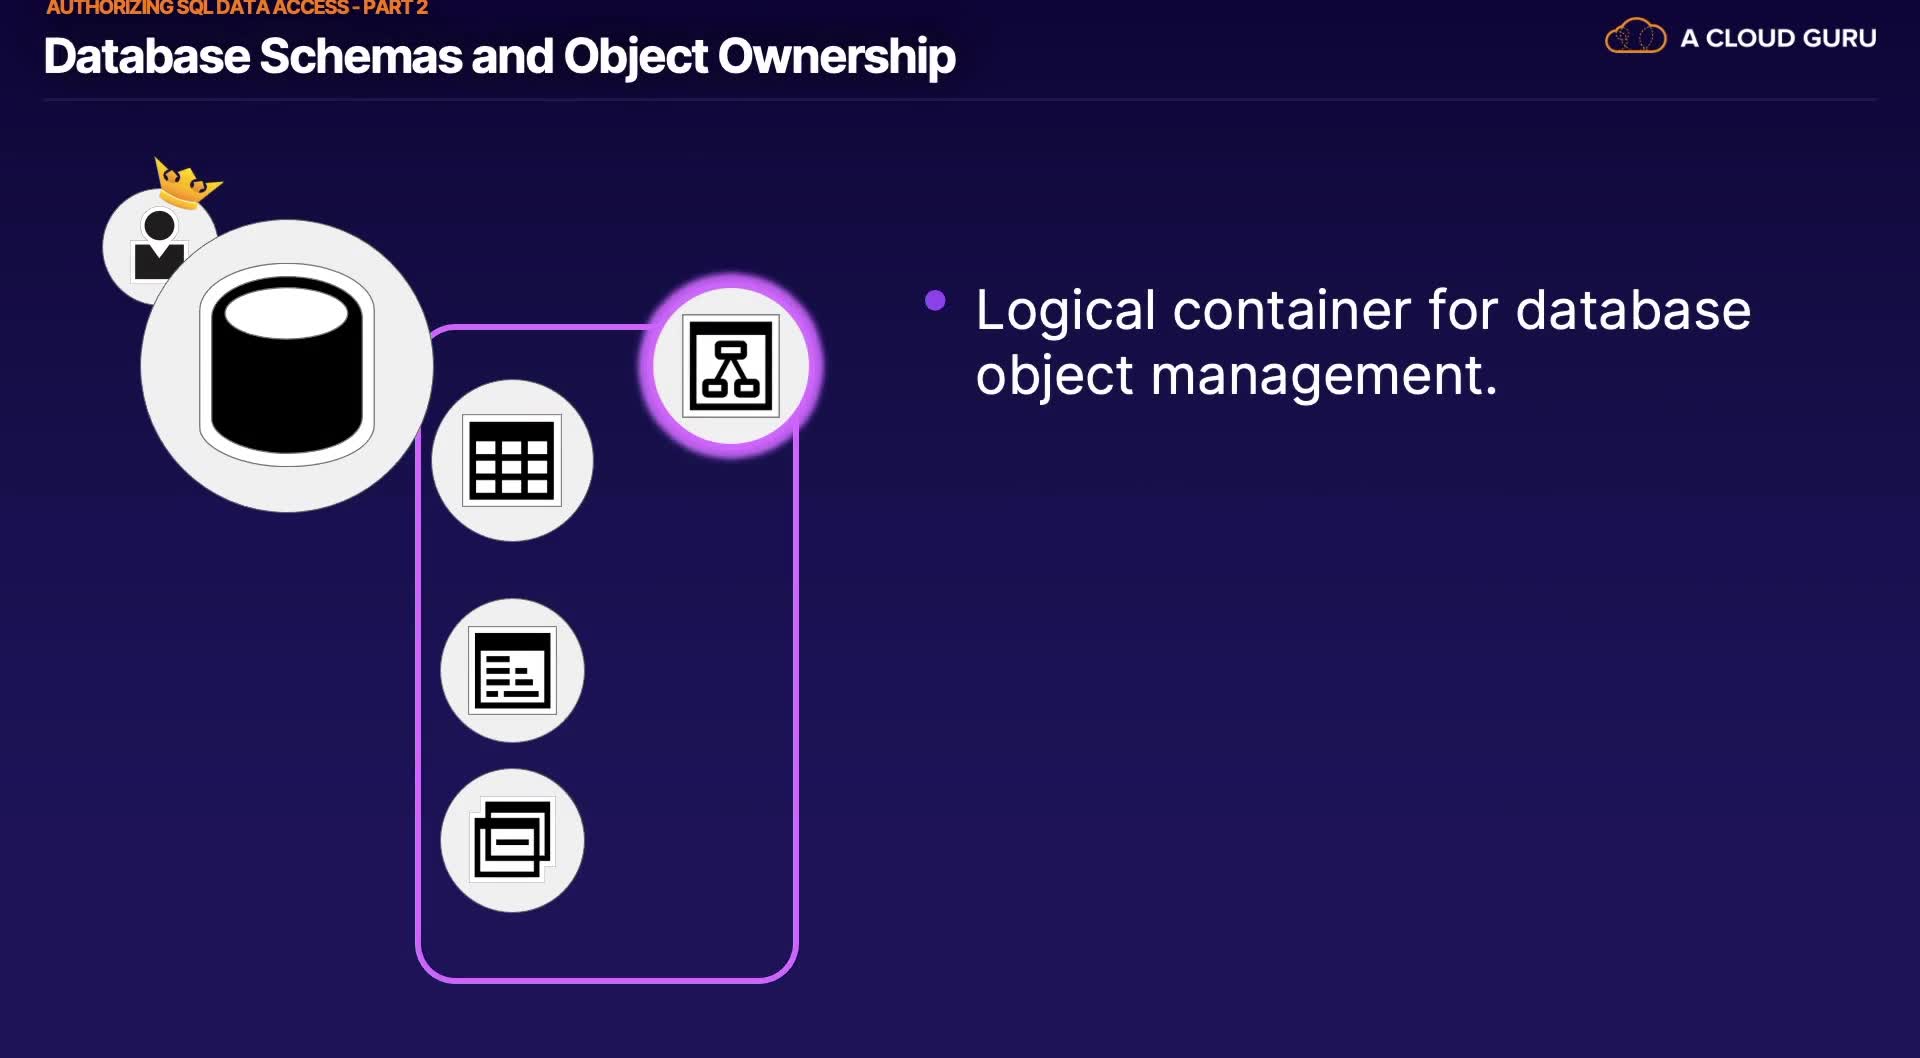 AUTHORIZING SQL DATA ACCESS - PART 2
Database Schemas and Object Ownership
A CLOUD GURU
Logical container for database
object management.